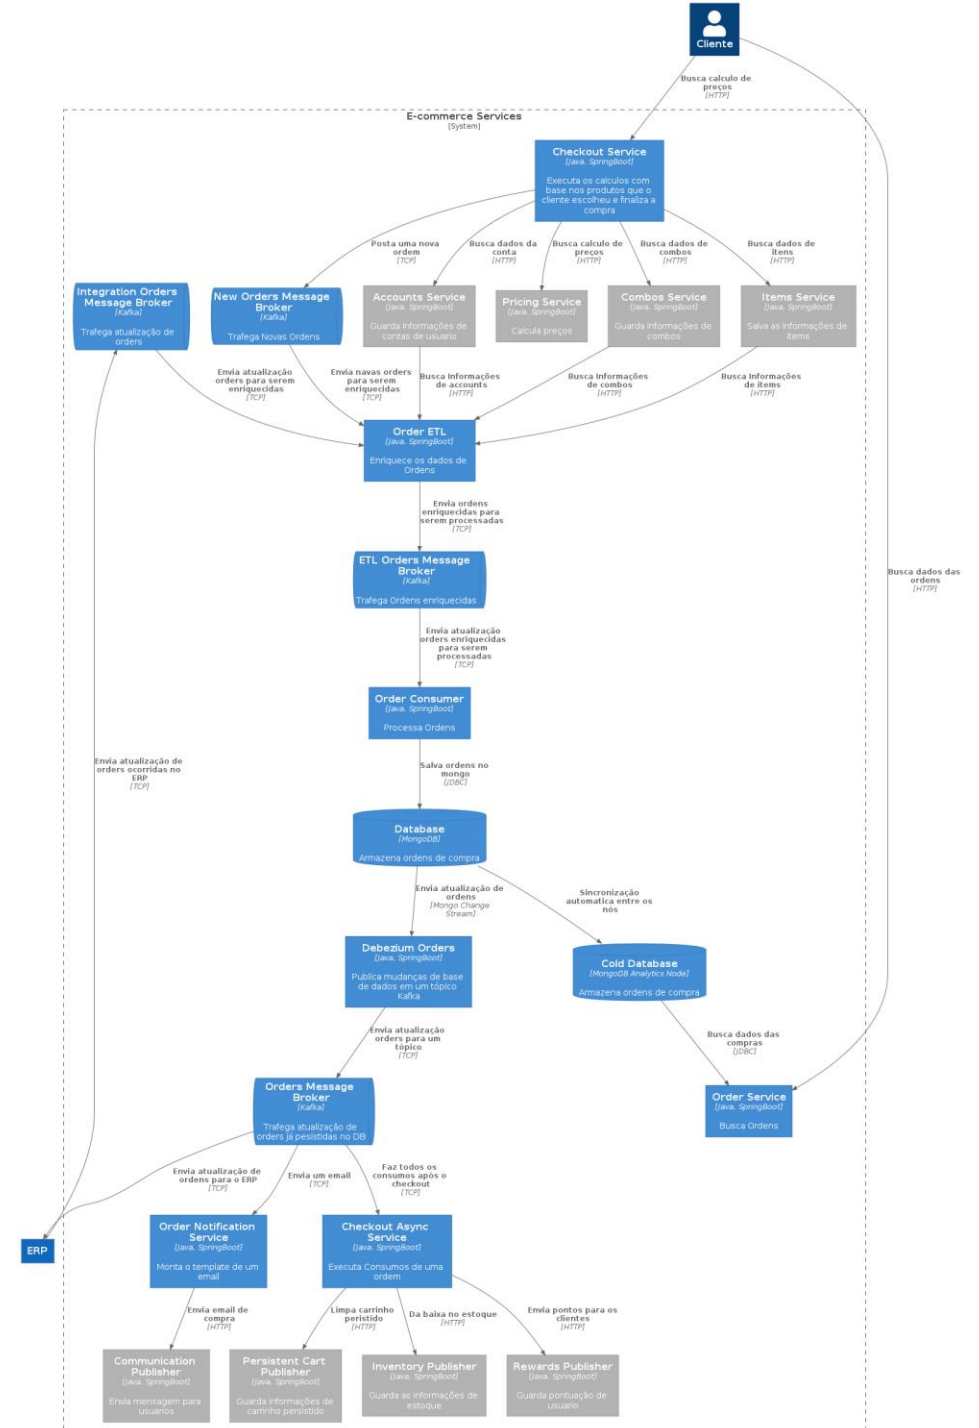 Cliente
Busca calculo de
preços
[HTTP]
E-commerce Services
[System]
Checkout Service
[Java, SpringBoot]
Executa os calculos com
base nos produtos que o
cliente escolheu e finaliza a
compra
Posta uma nova
ordem
[TCP]
Busca dados da
conta
[HTTP]
Busca calculo de
preços
[HTTP]
Busca dados de
combos
[HTTP]
Busca dados de
itens
[HTTP]
Integration Orders
Message Broker
[Kafka]
Trafega atualização de
orders
New Orders Message
Broker
[Kafka]
Trafega Novas Ordens
Accounts Service
[Java, SpringBoot]
Guarda informações de
contas de usuario
Pricing Service
[Java, SpringBoot]
Calcula preços
Combos Service
[Java, SpringBoot]
Guarda informações de
combos
Items Service
[Java, SpringBoot]
Salva as informações de
items
Envia atualização
orders para serem
enriquecidas
[TCP]
Envia navas orders
para serem
enriquecidas
[TCP]
Busca Informações
de accounts
[HTTP]
Busca Informações
de combos
[HTTP]
Busca Informações
de items
[HTTP]
Order ETL
[Java, SpringBoot]
Enriquece os dados de
Ordens
Envia ordens
enriquecidas para
serem processadas
[TCP]
ETL Orders Message
Broker
[Kafka]
Trafega Ordens enriquecidas
Busca dados das
ordens
[HTTP]
Envia atualização
orders enriquecidas
para serem
processadas
[TCP]
Order Consumer
[Java, SpringBoot]
Processa Ordens
Envia atualização de
orders ocorridas no
ERP
[TCP]
Salva ordens no
mongo
[JDBC]
Database
[MongoDB]
Armazena ordens de compra
Envia atualização de
ordens
[Mongo Change
Stream]
Sincronização
automatica entre os
nós
Debezium Orders
[Java, SpringBoot]
Publica mudanças de base
de dados em um tópico
Kafka
Cold Database
[MongoDB Analytics Node]
Armazena ordens de compra
Envia atualização
orders para um
tópico
[TCP]
Busca dados das
compras
[JDBC]
Orders Message
Broker
[Kafka]
Trafega atualização de
orders já pesistidas no DB
Order Service
[Java, SpringBoot]
Busca Ordens
Envia atualização de
ordens para o ERP
[TCP]
Envia um email
[TCP]
Faz todos os
consumos após o
checkout
[TCP]
ERP
Order Notification
Service
[Java, SpringBoot]
Monta o template de um
email
Checkout Async
Service
[Java, SpringBoot]
Executa Consumos de uma
ordem
Envia email de
compra
[HTTP]
Limpa carrinho
peristido
[HTTP]
Da baixa no estoque
[HTTP]
Envia pontos para os
clientes
[HTTP]
Communication
Publisher
[Java, SpringBoot]
Envia mensagem para
usuarios
Persistent Cart
Publisher
[Java, SpringBoot]
Guarda informações de
carrinho persistido
Inventory Publisher
[Java, SpringBoot]
Guarda as informações de
estoque
Rewards Publisher
[Java, SpringBoot]
Guarda pontuação de
usuario